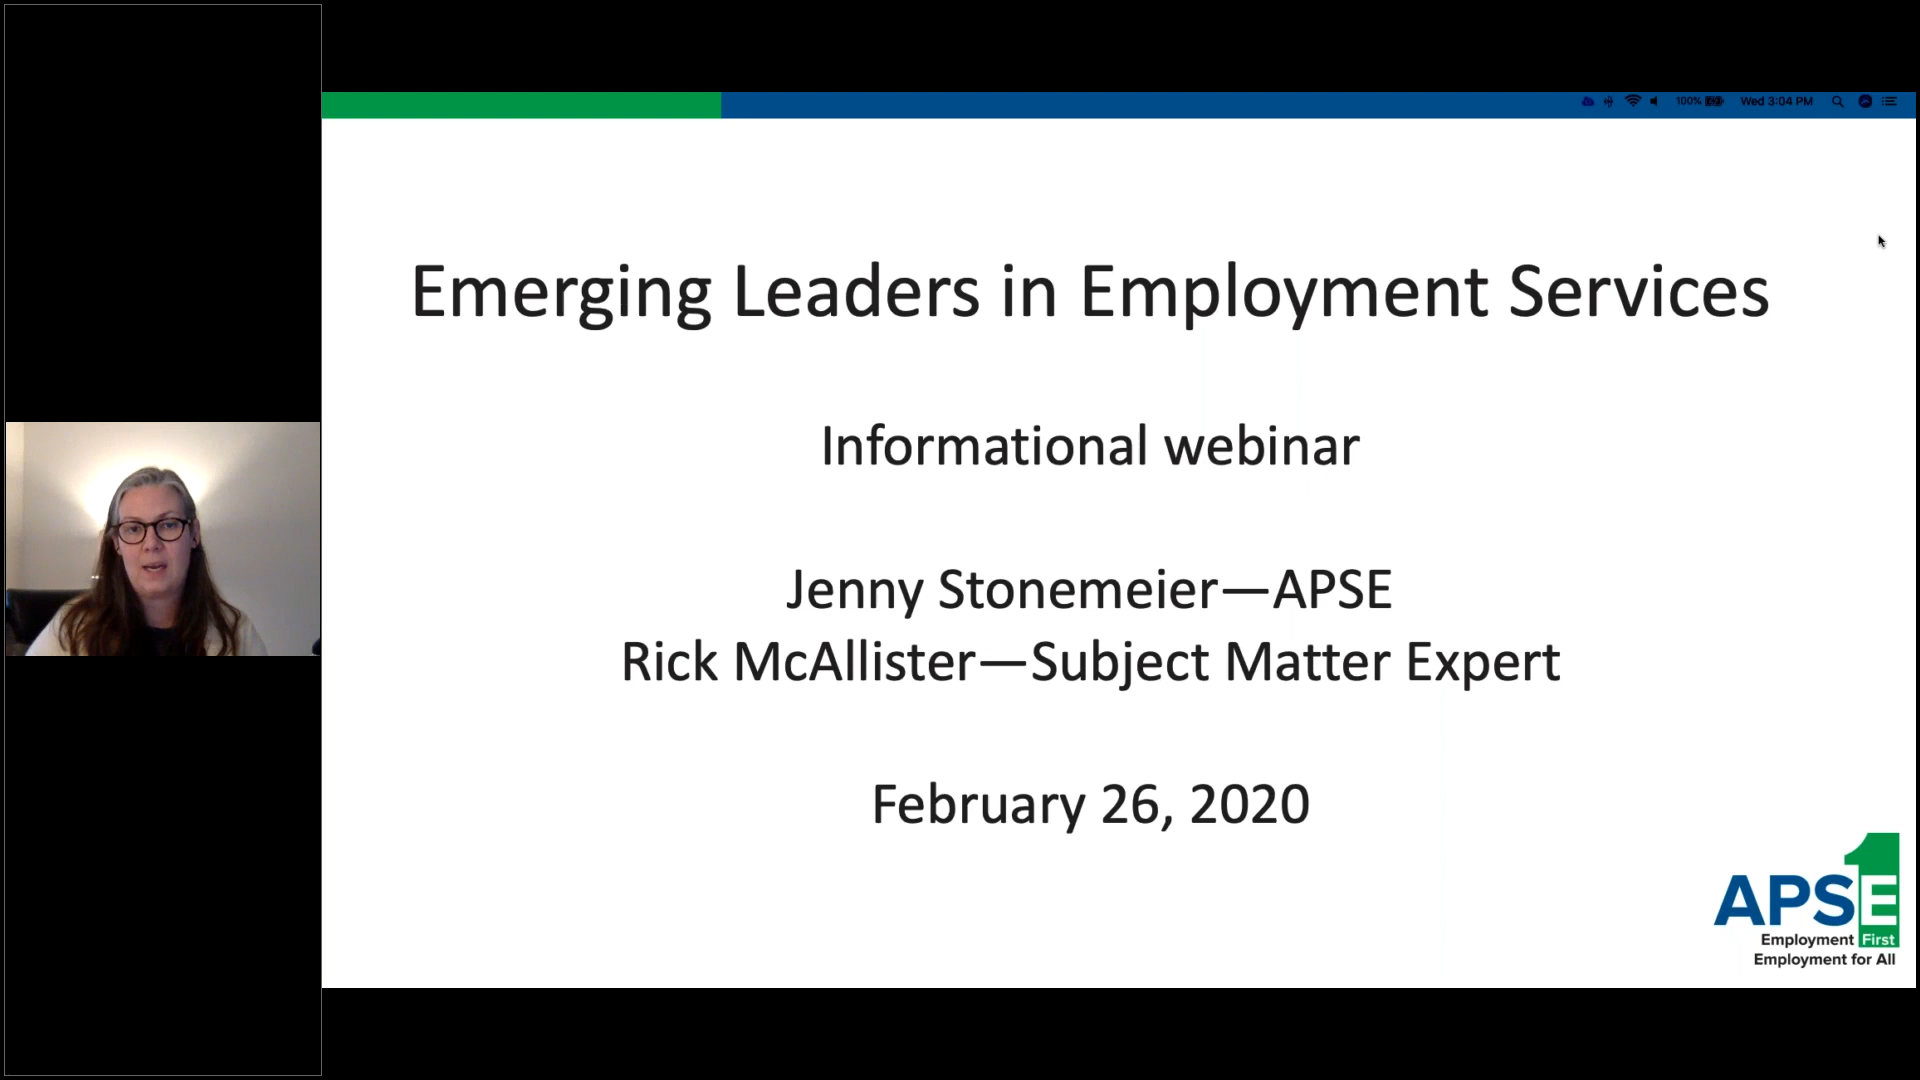 100% Wed 3:04 PM
Emerging Leaders in Employment Services
Informational webinar
Jenny Stonemeier—APSE
Rick McAllister—Subject Matter Expert
February 26, 2020
1
APSE
Employment First
Employment for All